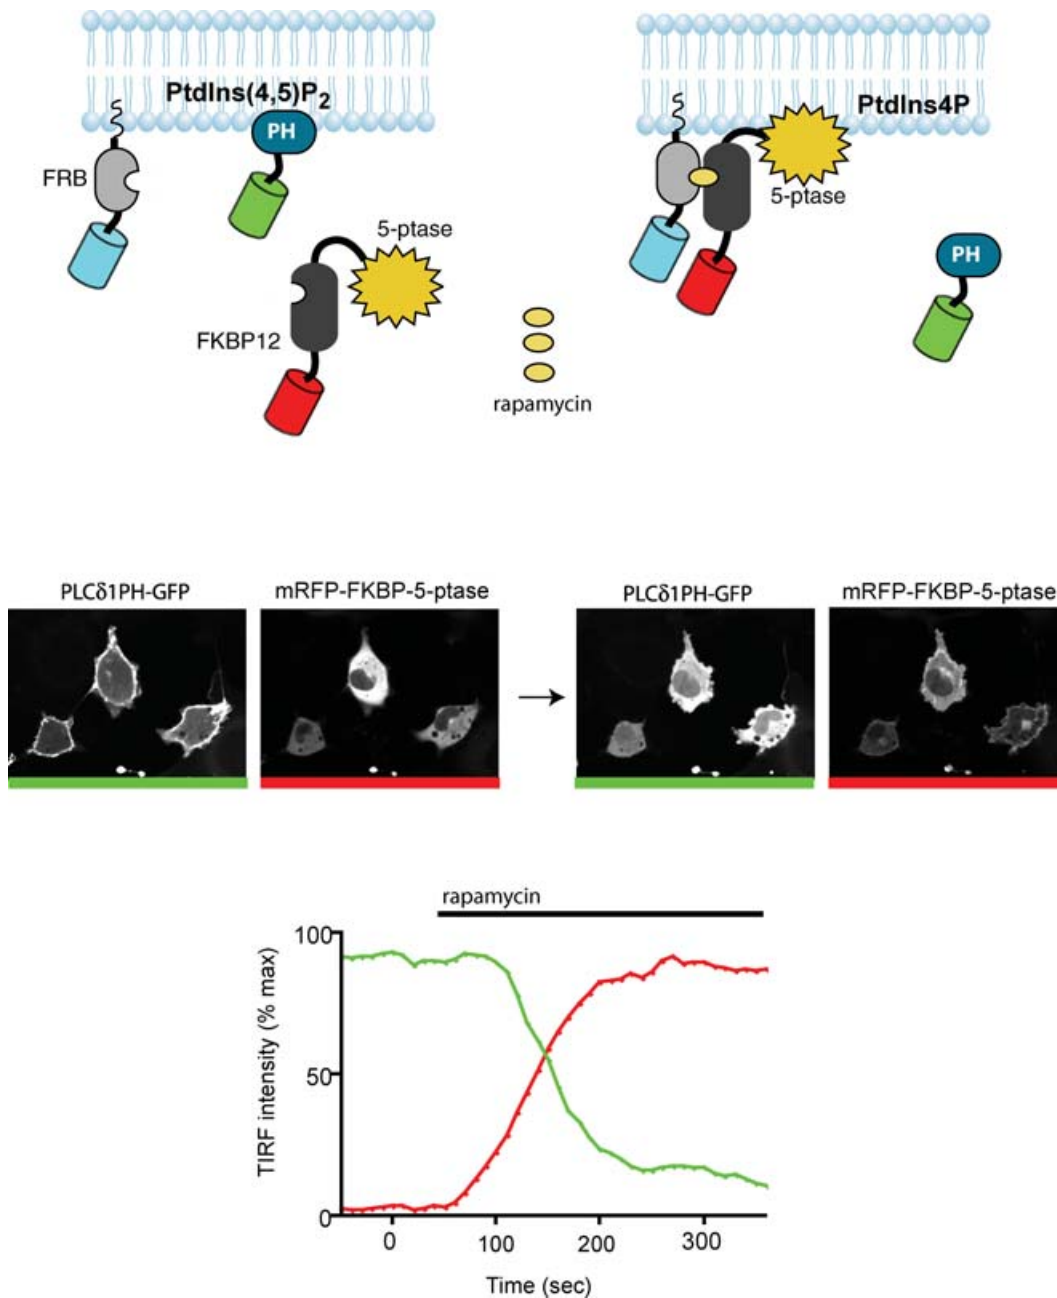 PtdIns(4,5)P2
PH
FRB
5-ptase
FKBP12
rapamycin
PtdIns4P
5-ptase
PH
PLCδ1PH-GFP
mRFP-FKBP-5-ptase
PLCδ1PH-GFP
mRFP-FKBP-5-ptase
rapamycin
100
50
0
TIRF intensity (% max)
0
100
200
300
Time (sec)